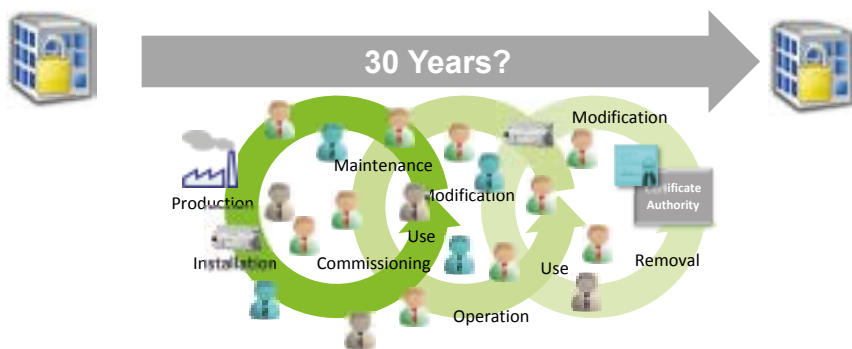 30 Years?
Modification
Maintenance
Production
Modification
Certificate
Authority
Use
Installation
Commissioning
Use
Removal
Operation